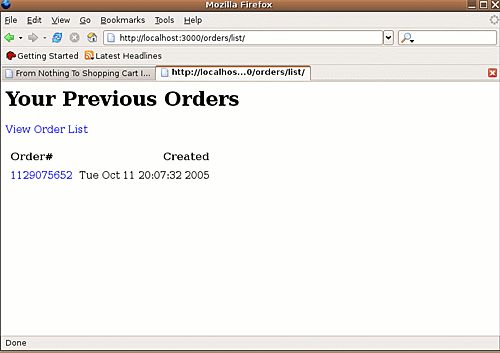 Mozilla Firefox
File Edit View Go Bookmarks Tools Help
http://localhost:3000/orders/list/
Getting Started Latest Headlines
From Nothing To Shopping Cart I... http://localhos...0/orders/list/
Your Previous Orders
View Order List
Order# Created
1129075652 Tue Oct 11 20:07:32 2005
Done